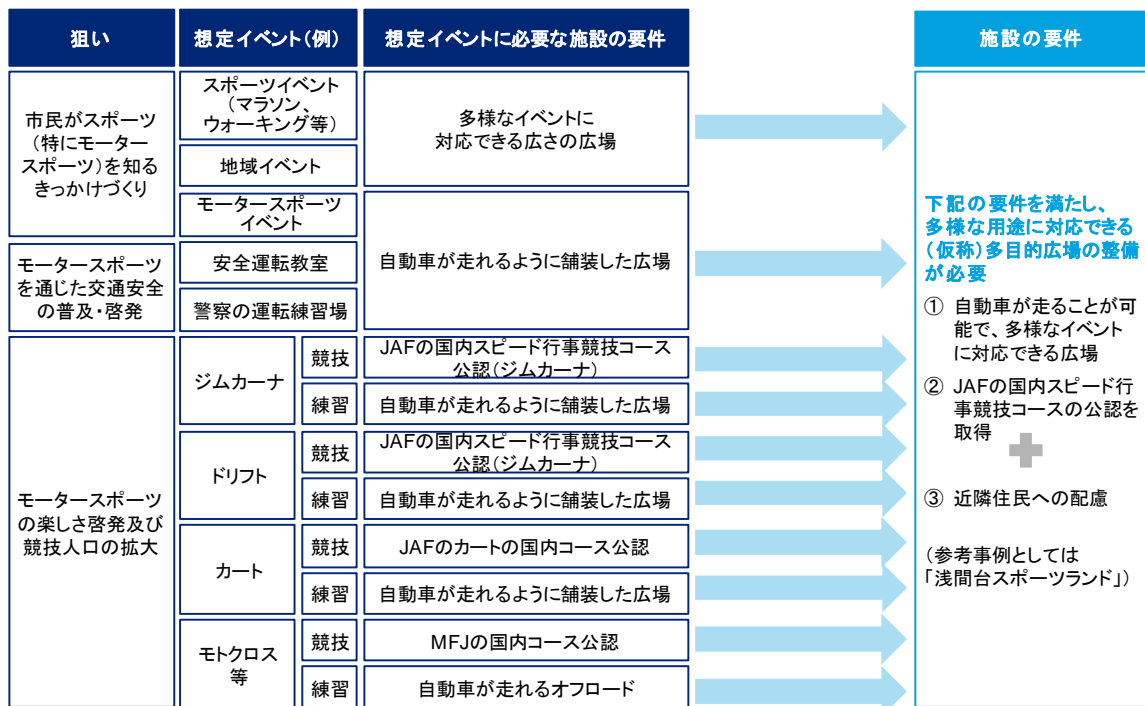 狙い
想定イベント(例)
想定イベントに必要な施設の要件
施設の要件
市民がスポーツ
(特にモーター
スポーツ)を知る
きっかけづくり
スポーツイベント
(マラソン、
ウォーキング等)
地域イベント
多様なイベントに
対応できる広さの広場
モータースポーツ
イベント
モータースポーツ
を通じた交通安全
の普及・啓発
安全運転教室
警察の運転練習場
自動車が走れるように舗装した広場
モータースポーツ
の楽しさ啓発及び
競技人口の拡大
ジムカーナ
競技
JAFの国内スピード行事競技コース
公認(ジムカーナ)
練習
自動車が走れるように舗装した広場
ドリフト
競技
JAFの国内スピード行事競技コース
公認(ジムカーナ)
練習
自動車が走れるように舗装した広場
カート
競技
JAFのカートの国内コース公認
練習
自動車が走れるように舗装した広場
モトクロス
等
競技
MFJの国内コース公認
練習
自動車が走れるオフロード
下記の要件を満たし、
多様な用途に対応できる
(仮称)多目的広場の整備
が必要
① 自動車が走ることが可
能で、多様なイベント
に対応できる広場
② JAFの国内スピード行
事競技コースの公認を
取得
③ 近隣住民への配慮
(参考事例としては
「浅間台スポーツランド」)